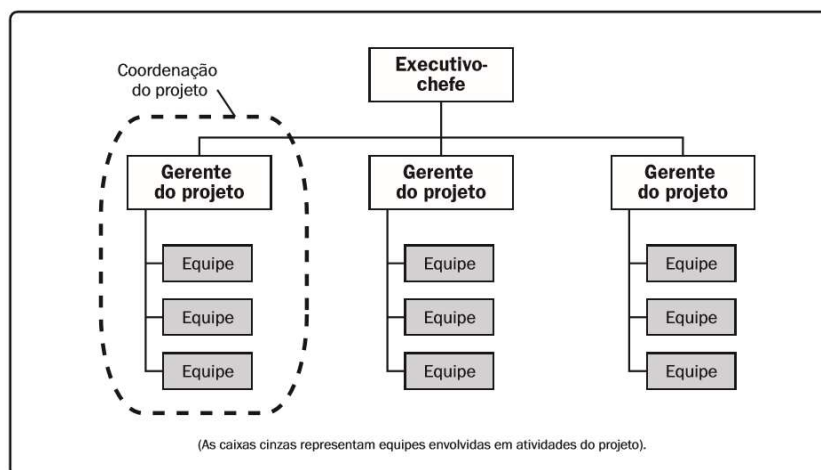 Coordenação
do projeto
Executivo-
chefe
Gerente
do projeto
Gerente
do projeto
Gerente
do projeto
Equipe
Equipe
Equipe
Equipe
Equipe
Equipe
Equipe
Equipe
Equipe
(As caixas cinzas representam equipes envolvidas em atividades do projeto).